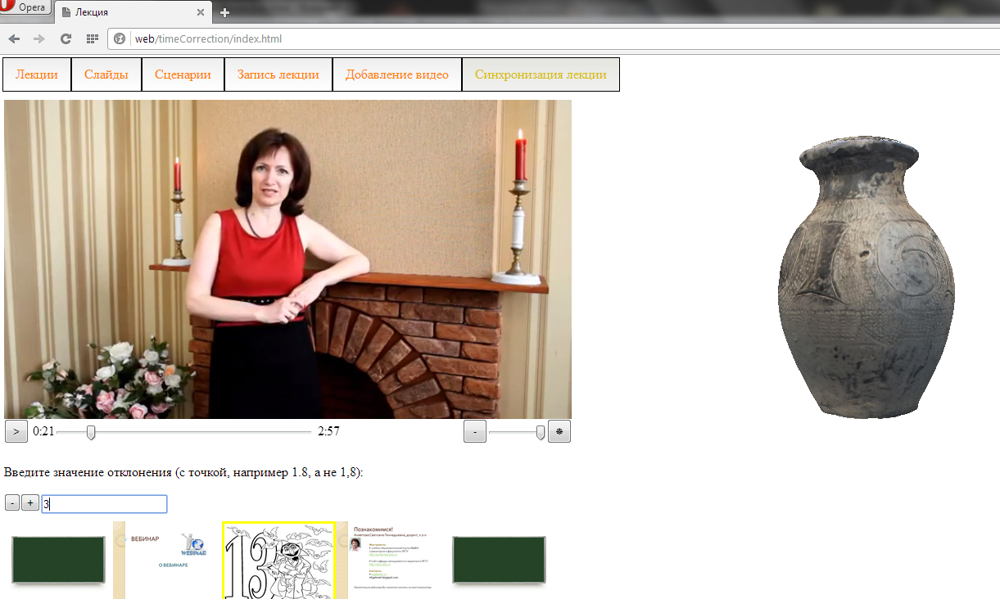 Opera
Лекция
web/timeCorrection/index.html
Лекции
Слайды
Сценарии
Запись лекции
Добавление видео
Синхронизация лекции
> 0:21 2:57 -
Введите значение отклонения (с точкой, например 1.8, а не 1,8):
- + 3
ВЕБИНАР
WEBINAR
О ВЕБИНАРЕ
13
Познакомимся!